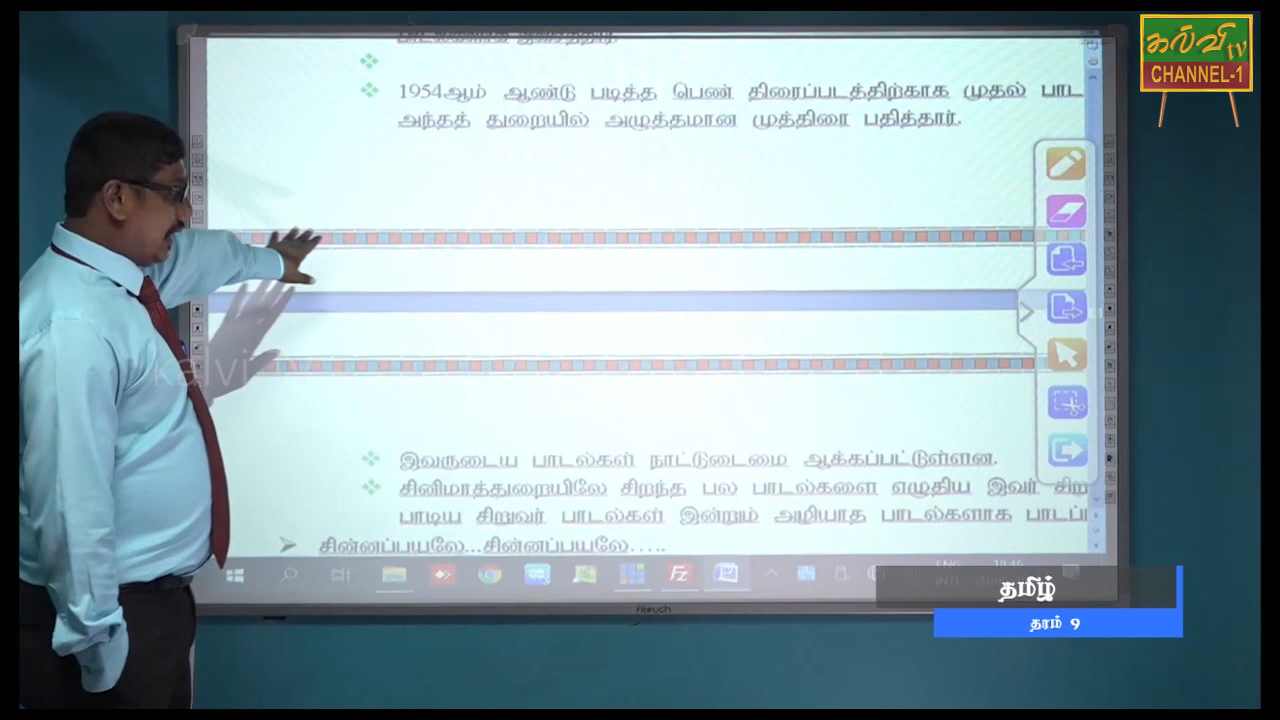 கல்வி tv
CHANNEL-1
1954ஆம் ஆண்டு படித்த பெண் திரைப்படத்திற்காக முதல் பாட
அந்தத் துறையில் அழுத்தமான முத்திரை பதித்தார்.
kalvi
இவருடைய பாடல்கள் நாட்டுடைமை ஆக்கப்பட்டுள்ளன.
சினிமாத்துறையிலே சிறந்த பல பாடல்களை எழுதிய இவர் சிற
பாடிய சிறுவர் பாடல்கள் இன்றும் அழியாத பாடல்களாக பாடப்
சின்னப்பயலே...சின்னப்பயலே.....
தமிழ்
தரம் 9